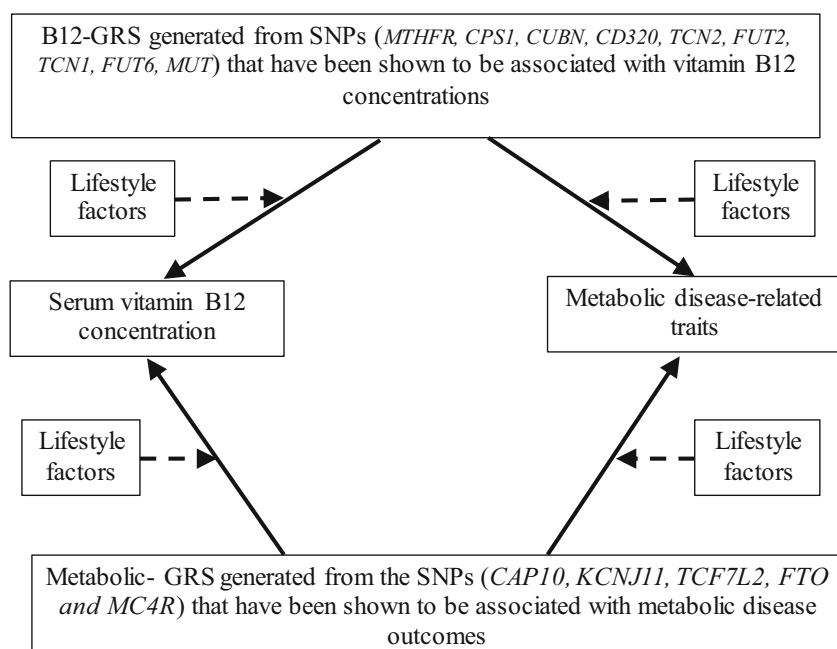 B12-GRS generated from SNPs (MTHFR, CPS1, CUBN, CD320, TCN2, FUT2,
TCN1, FUT6, MUT) that have been shown to be associated with vitamin B12
concentrations
Lifestyle
factors
Lifestyle
factors
Serum vitamin B12
concentration
Metabolic disease-related
traits
Lifestyle
factors
Lifestyle
factors
Metabolic- GRS generated from the SNPs (CAP10, KCNJ11, TCF7L2, FTO
and MC4R) that have been shown to be associated with metabolic disease
outcomes